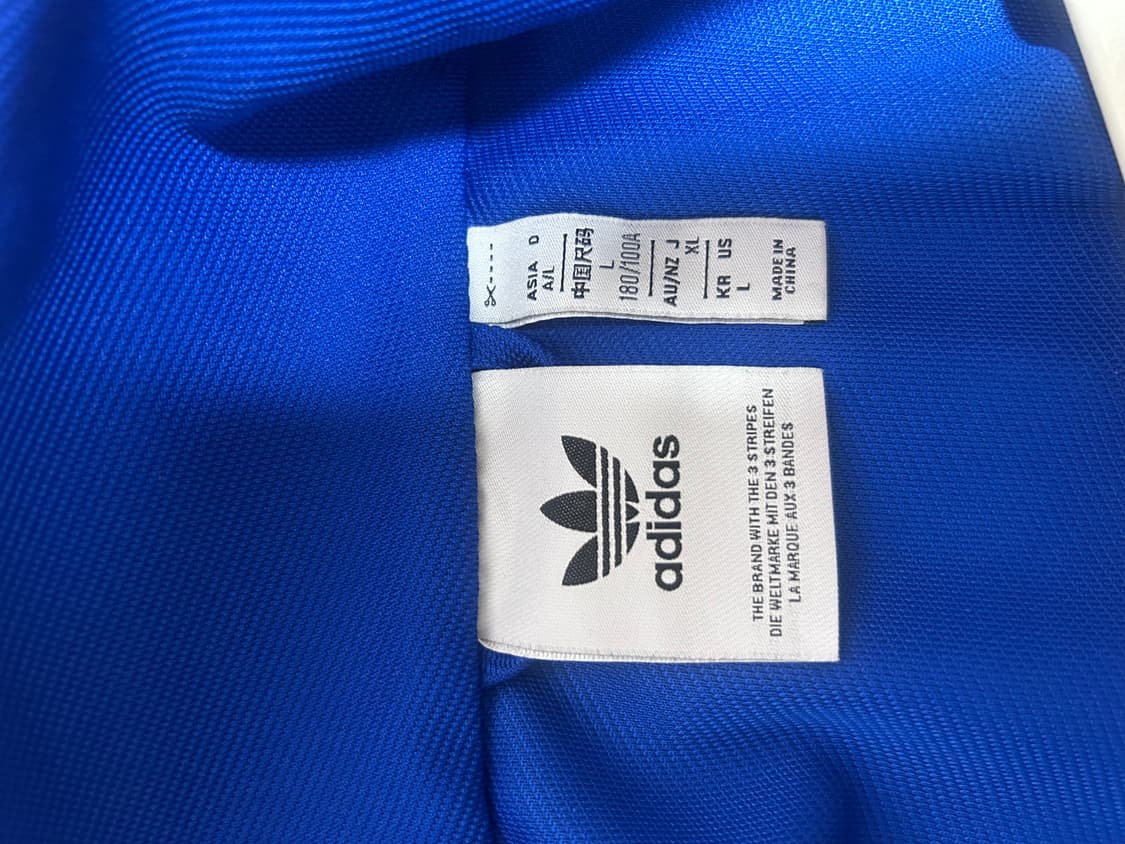 ASIA D
A/L
中国尺码
L
180/100A
AU/NZ J
XL
KR US
L
MADE IN
CHINA
adidas
THE BRAND WITH THE 3 STRIPES
DIE WELTMARKE MIT DEN 3 STREIFEN
LA MARQUE AUX 3 BANDES